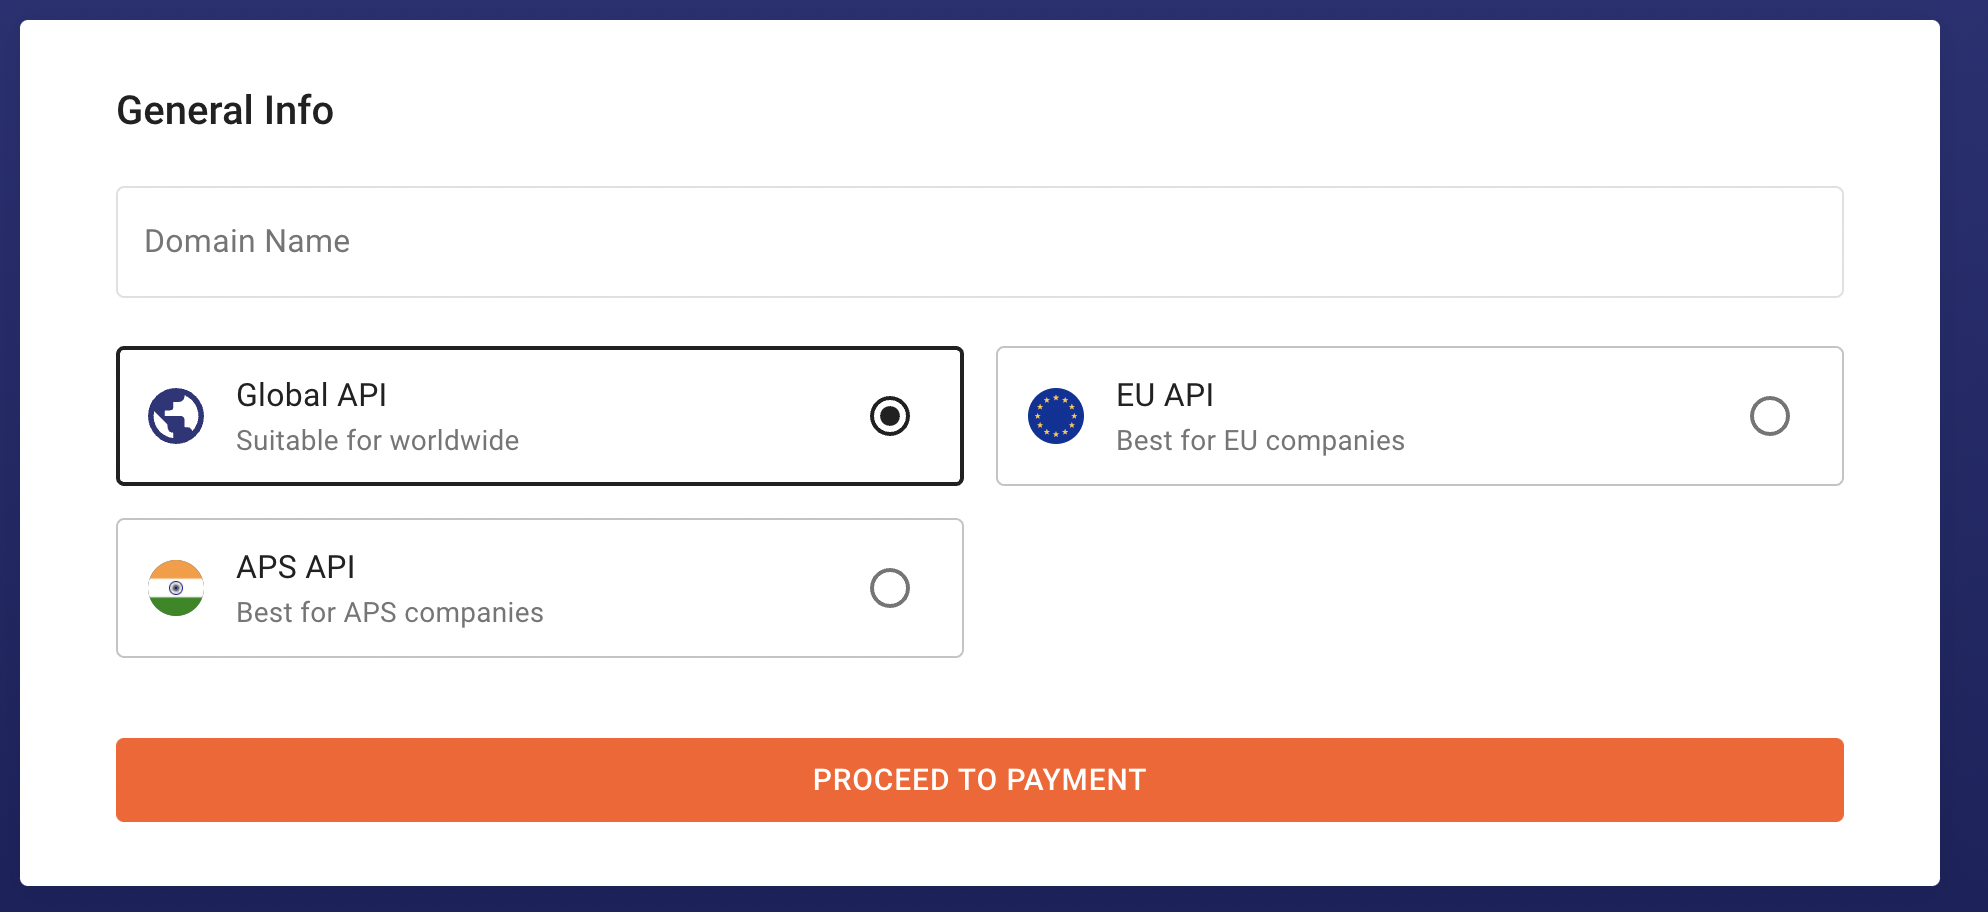 General Info
Domain Name
Global API
Suitable for worldwide
EU API
Best for EU companies
APS API
Best for APS companies
PROCEED TO PAYMENT